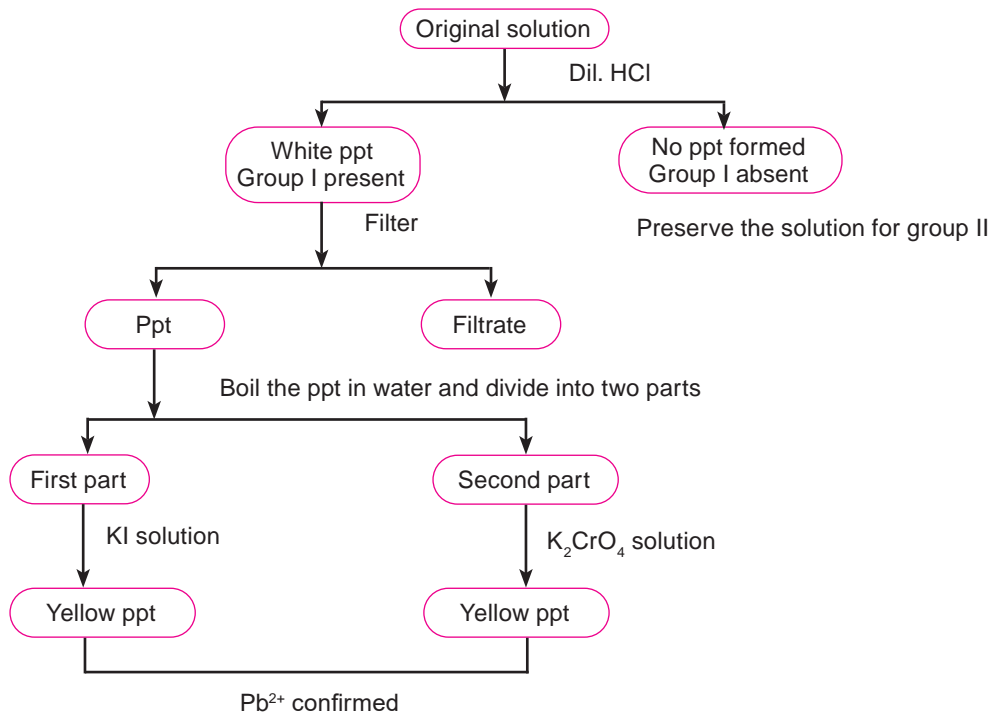 Original solution
Dil. HCl
White ppt
Group I present
No ppt formed
Group I absent
Filter
Preserve the solution for group II
Ppt
Filtrate
Boil the ppt in water and divide into two parts
First part
Second part
KI solution
K₂CrO₄ solution
Yellow ppt
Yellow ppt
Pb²⁺ confirmed